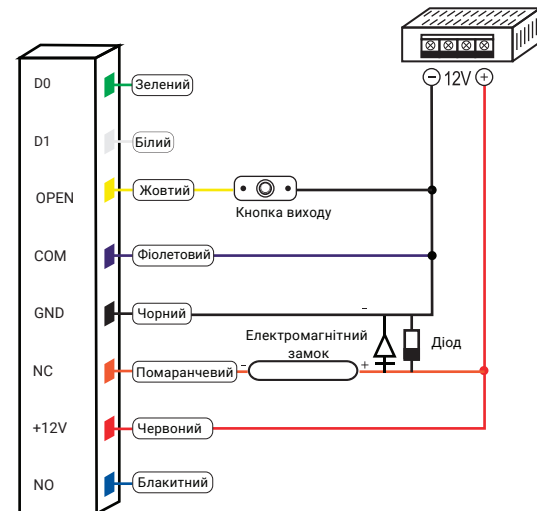 − 12V +
D0 Зелений
D1 Білий
OPEN Жовтий
Кнопка виходу
COM Фіолетовий
GND Чорний
−
Електромагнітний
замок
Діод
NC Помаранчевий - +
+12V Червоний
NO Блакитний